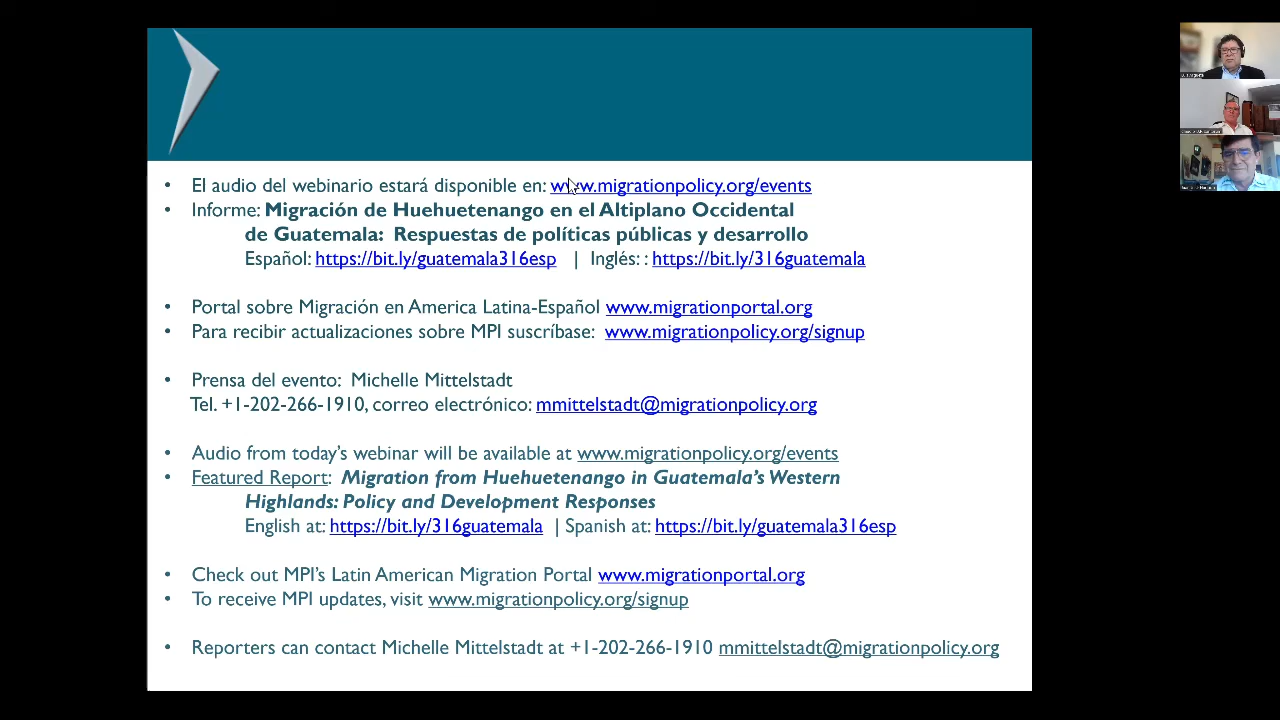 • El audio del webinario estará disponible en: www.migrationpolicy.org/events
• Informe: Migración de Huehuetenango en el Altiplano Occidental
de Guatemala: Respuestas de políticas públicas y desarrollo
Español: https://bit.ly/guatemala316esp | Inglés: : https://bit.ly/316guatemala
• Portal sobre Migración en America Latina-Español www.migrationportal.org
• Para recibir actualizaciones sobre MPI suscríbase: www.migrationpolicy.org/signup
• Prensa del evento: Michelle Mittelstadt
Tel. +1-202-266-1910, correo electrónico: mmittelstadt@migrationpolicy.org
• Audio from today's webinar will be available at www.migrationpolicy.org/events
• Featured Report: Migration from Huehuetenango in Guatemala's Western
Highlands: Policy and Development Responses
English at: https://bit.ly/316guatemala | Spanish at: https://bit.ly/guatemala316esp
• Check out MPI's Latin American Migration Portal www.migrationportal.org
• To receive MPI updates, visit www.migrationpolicy.org/signup
• Reporters can contact Michelle Mittelstadt at +1-202-266-1910 mmittelstadt@migrationpolicy.org